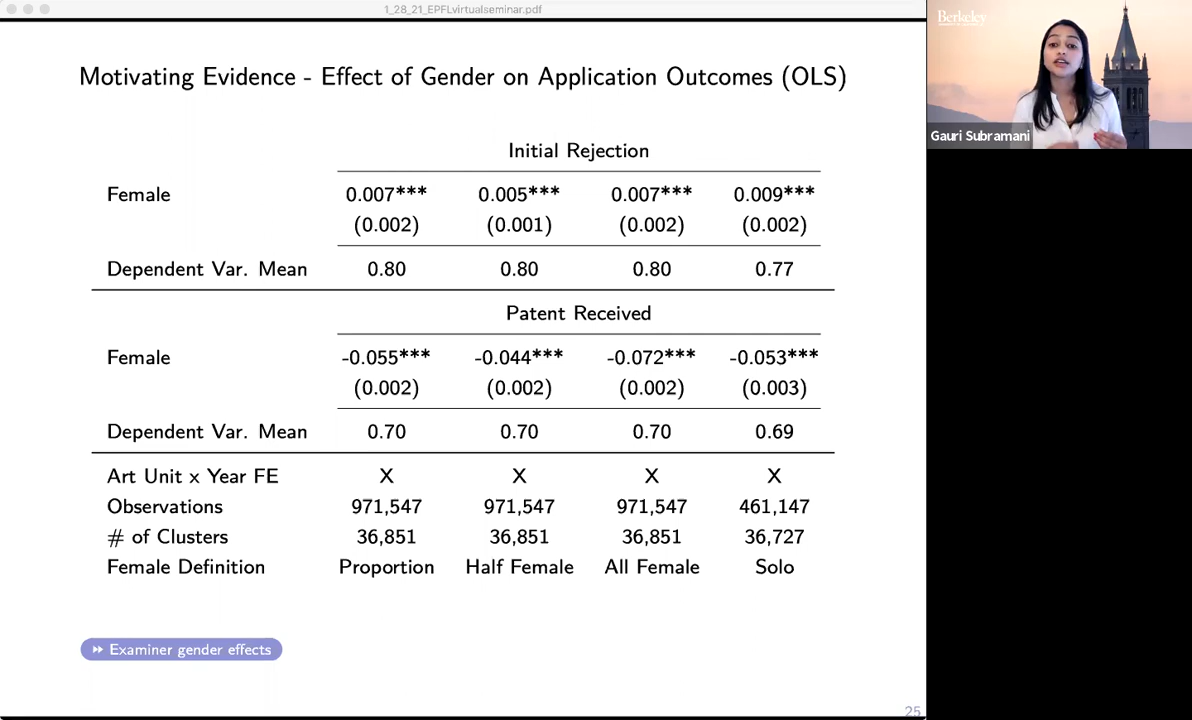 1_28_21_EPFLvirtualseminar.pdf
Motivating Evidence - Effect of Gender on Application Outcomes (OLS)
Initial Rejection
Female 0.007*** 0.005*** 0.007*** 0.009***
(0.002) (0.001) (0.002) (0.002)
Dependent Var. Mean 0.80 0.80 0.80 0.77
Patent Received
Female -0.055*** -0.044*** -0.072*** -0.053***
(0.002) (0.002) (0.002) (0.003)
Dependent Var. Mean 0.70 0.70 0.70 0.69
Art Unit x Year FE X X X X
Observations 971,547 971,547 971,547 461,147
# of Clusters 36,851 36,851 36,851 36,727
Female Definition Proportion Half Female All Female Solo
Examiner gender effects
25
Berkeley
Gauri Subramani